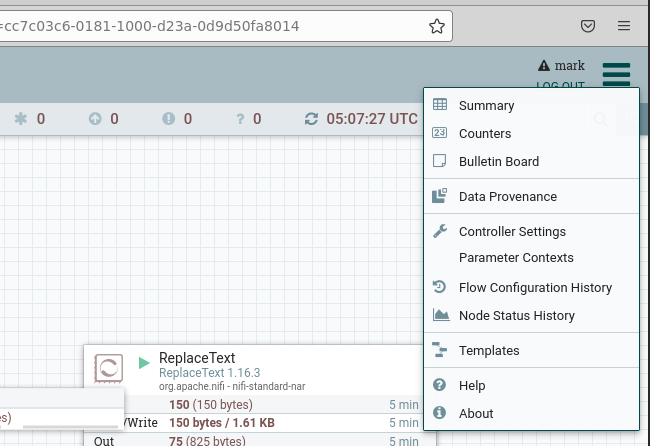 =cc7c03c6-0181-1000-d23a-0d9d50fa8014
mark
LOG OUT
0 0 0 ? 0 05:07:27 UTC
Summary
23 Counters
Bulletin Board
Data Provenance
Controller Settings
Parameter Contexts
Flow Configuration History
Node Status History
Templates
Help
About
ReplaceText
ReplaceText 1.16.3
org.apache.nifi - nifi-standard-nar
150 (150 bytes) 5 min
es) /Write 150 bytes / 1.61 KB 5 min
Out 75 (825 bytes) 5 min